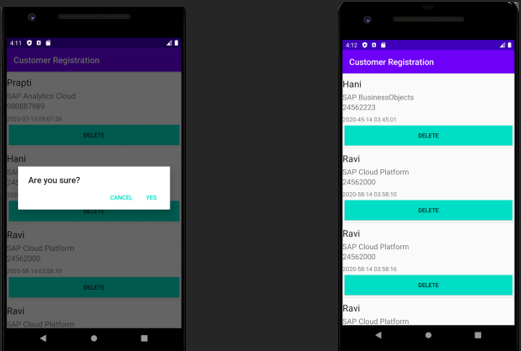 4:11
Customer Registration
Prapti
SAP Analytics Cloud
980887989
2020-07-13 09:07:58
DELETE
Hani
Are you sure?
CANCEL YES
DELETE
Ravi
SAP Cloud Platform
24562000
2020-58-14 03:58:10
DELETE
Ravi
SAP Cloud Platform
4:12
Customer Registration
Hani
SAP BusinessObjects
24562223
2020-45-14 03:45:01
DELETE
Ravi
SAP Cloud Platform
24562000
2020-58-14 03:58:10
DELETE
Ravi
SAP Cloud Platform
24562000
2020-58-14 03:58:16
DELETE
Ravi
SAP Cloud Platform